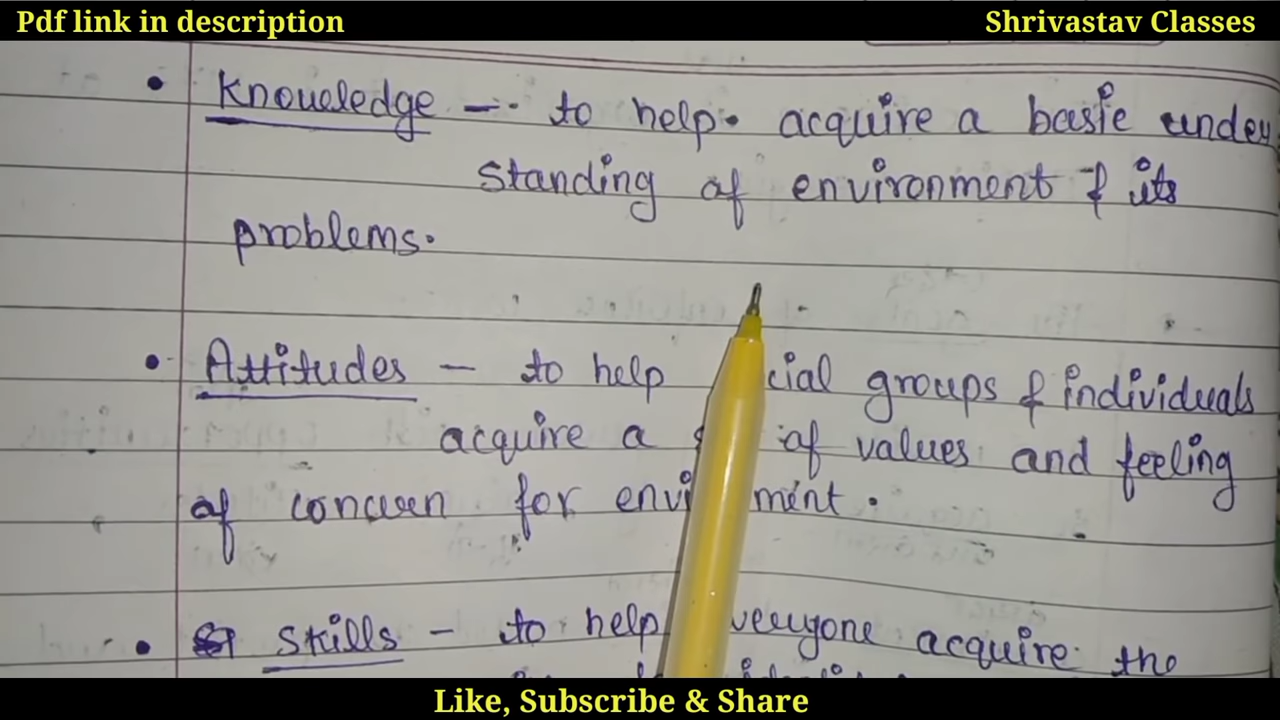 Pdf link in description
Shrivastav Classes
• Knoueledge - to help acquire a basic under
standing of environment & its
problems.
• Attitudes - to help cial groups & individuals
acquire a of values and feeling
of concern for envi ment.
• Skills - to help veryone acquire the
Like, Subscribe & Share